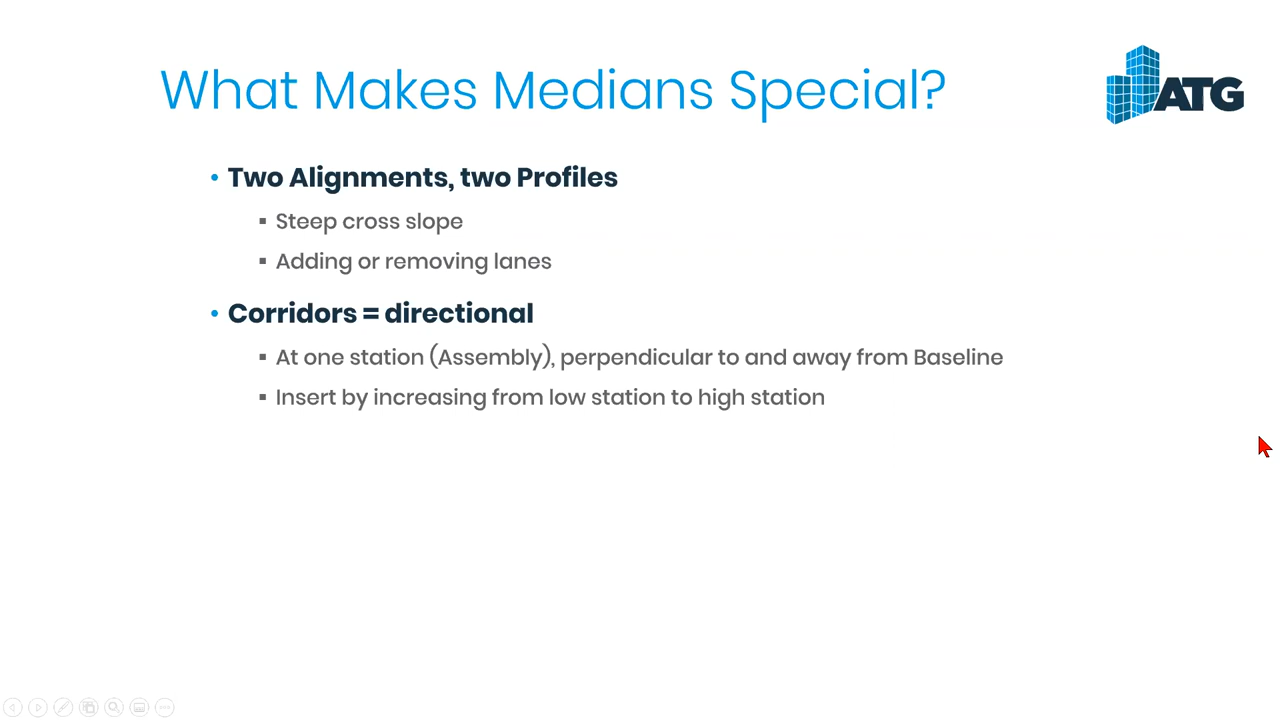 What Makes Medians Special?
ATG
• Two Alignments, two Profiles
▪ Steep cross slope
▪ Adding or removing lanes
• Corridors = directional
▪ At one station (Assembly), perpendicular to and away from Baseline
▪ Insert by increasing from low station to high station